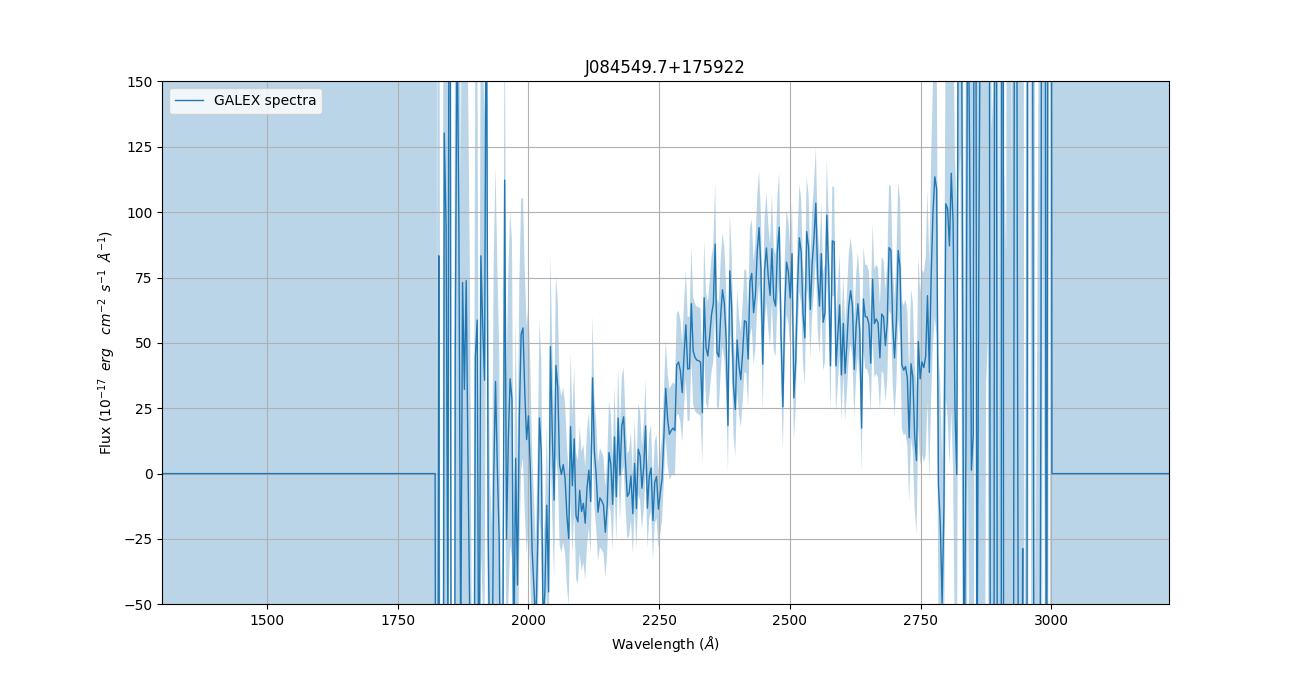 J084549.7+175922
GALEX spectra
150
125
100
75
50
25
0
−25
−50
Flux (10⁻¹⁷ erg cm⁻² s⁻¹ Å⁻¹)
1500 1750 2000 2250 2500 2750 3000
Wavelength (Å)